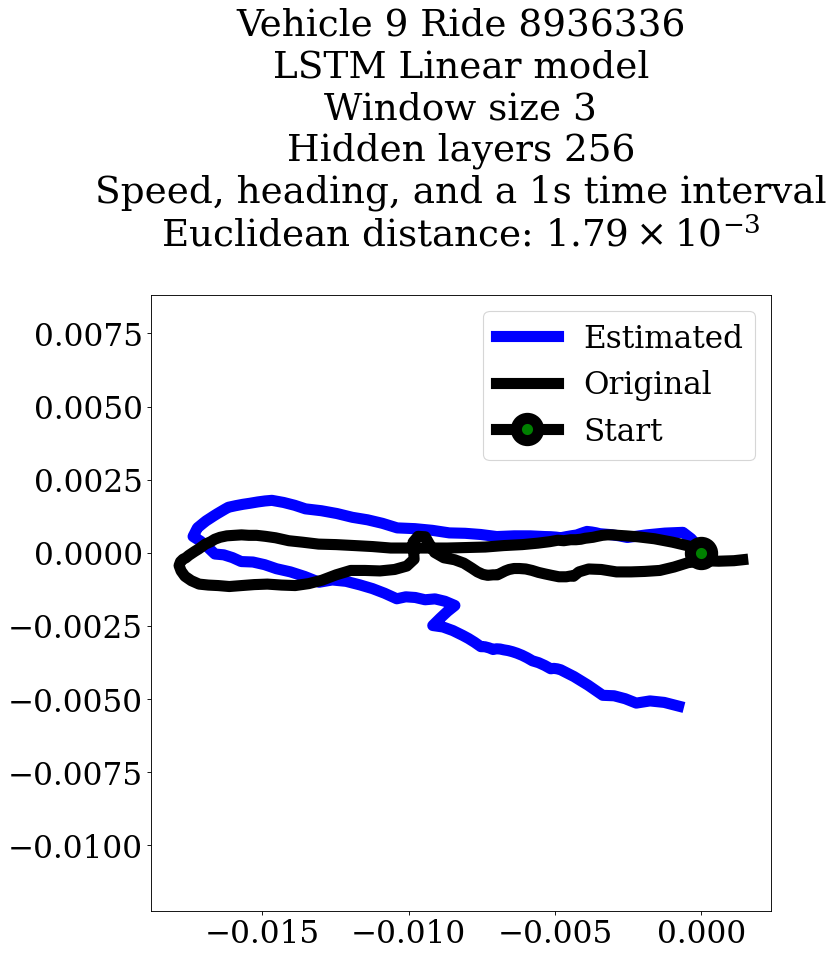 Vehicle 9 Ride 8936336
LSTM Linear model
Window size 3
Hidden layers 256
Speed, heading, and a 1s time interval
Euclidean distance: 1.79 × 10⁻³
Estimated
Original
Start
0.0075
0.0050
0.0025
0.0000
−0.0025
−0.0050
−0.0075
−0.0100
−0.015 −0.010 −0.005 0.000